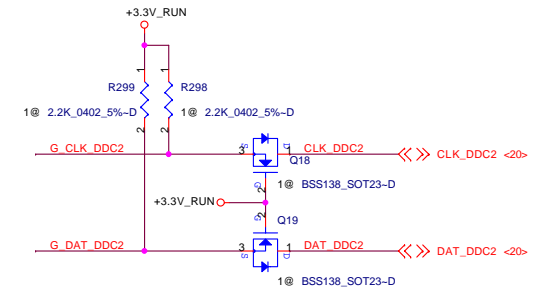 +3.3V_RUN
1
1
R299
R298
1@ 2.2K_0402_5%~D
1@ 2.2K_0402_5%~D
2
2
G_CLK_DDC2
3
S
D
1
CLK_DDC2
CLK_DDC2 <20>
Q18
G
2
1@ BSS138_SOT23~D
+3.3V_RUN
2
G
Q19
G_DAT_DDC2
3
S
D
1
DAT_DDC2
DAT_DDC2 <20>
1@ BSS138_SOT23~D